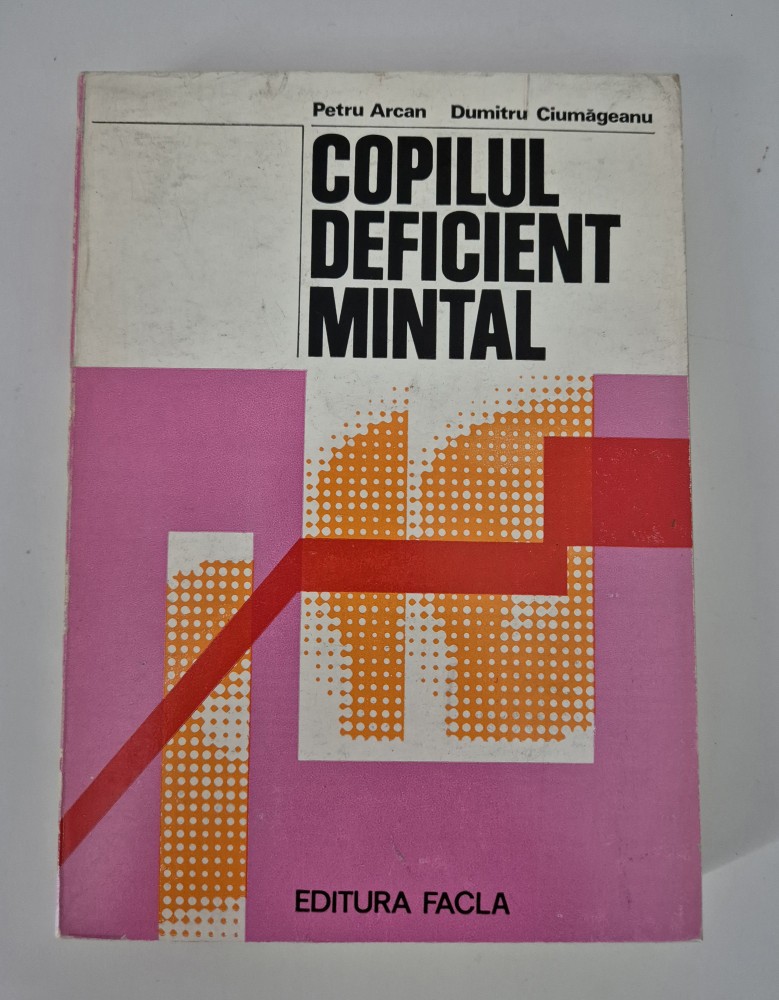 Petru Arcan Dumitru Ciumăgeanu
COPILUL
DEFICIENT
MINTAL
EDITURA FACLA